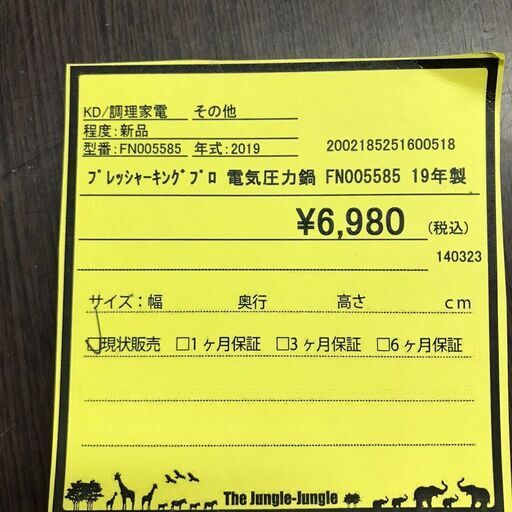 KD/調理家電 その他
程度:新品
型番:FN005585 年式:2019 2002185251600518
ﾌﾟﾚｯｼｬｰｷﾝｸﾞﾌﾟﾛ 電気圧力鍋 FN005585 19年製
¥6,980 (税込)
140323
サイズ:幅 奥行 高さ cm
□現状販売 □1ヶ月保証 □3ヶ月保証 □6ヶ月保証
The Jungle-Jungle